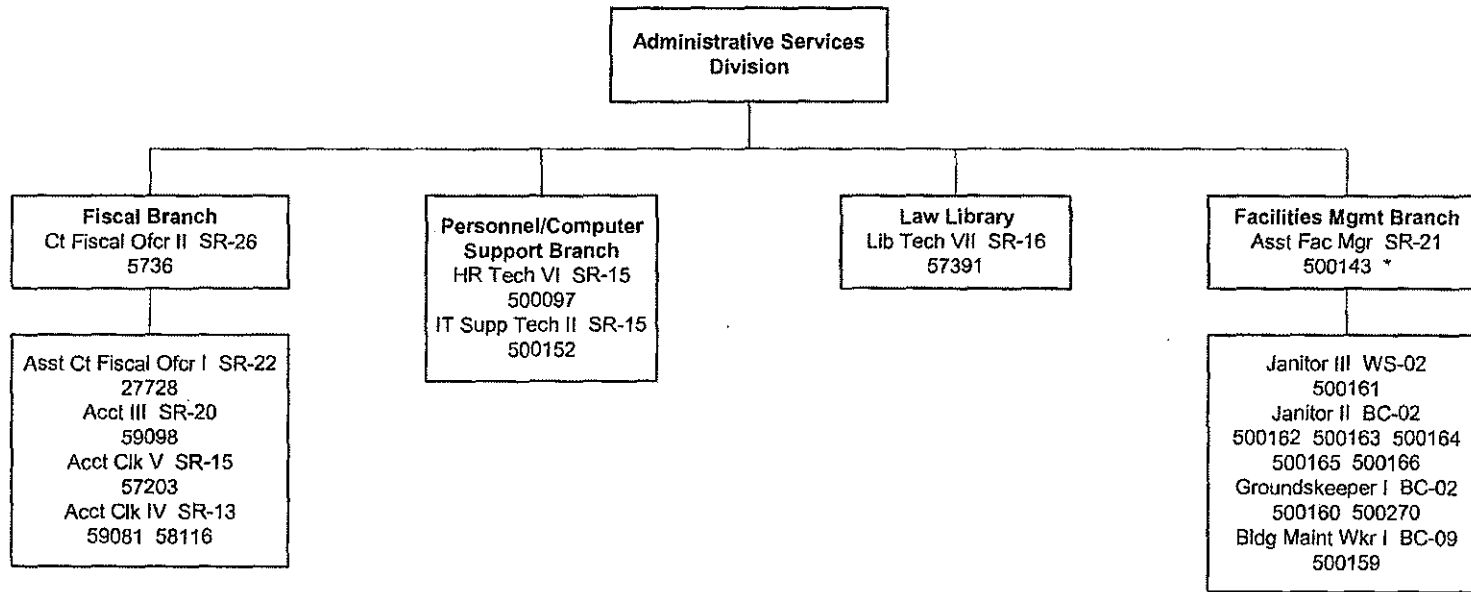 Administrative Services
Division
Fiscal Branch
Ct Fiscal Ofcr II SR-26
5736
Asst Ct Fiscal Ofcr I SR-22
27728
Acct III SR-20
59098
Acct Clk V SR-15
57203
Acct Clk IV SR-13
59081 58116
Personnel/Computer
Support Branch
HR Tech VI SR-15
500097
IT Supp Tech II SR-15
500152
Law Library
Lib Tech VII SR-16
57391
Facilities Mgmt Branch
Asst Fac Mgr SR-21
500143 *
Janitor III WS-02
500161
Janitor II BC-02
500162 500163 500164
500165 500166
Groundskeeper I BC-02
500160 500270
Bldg Maint Wkr I BC-09
500159